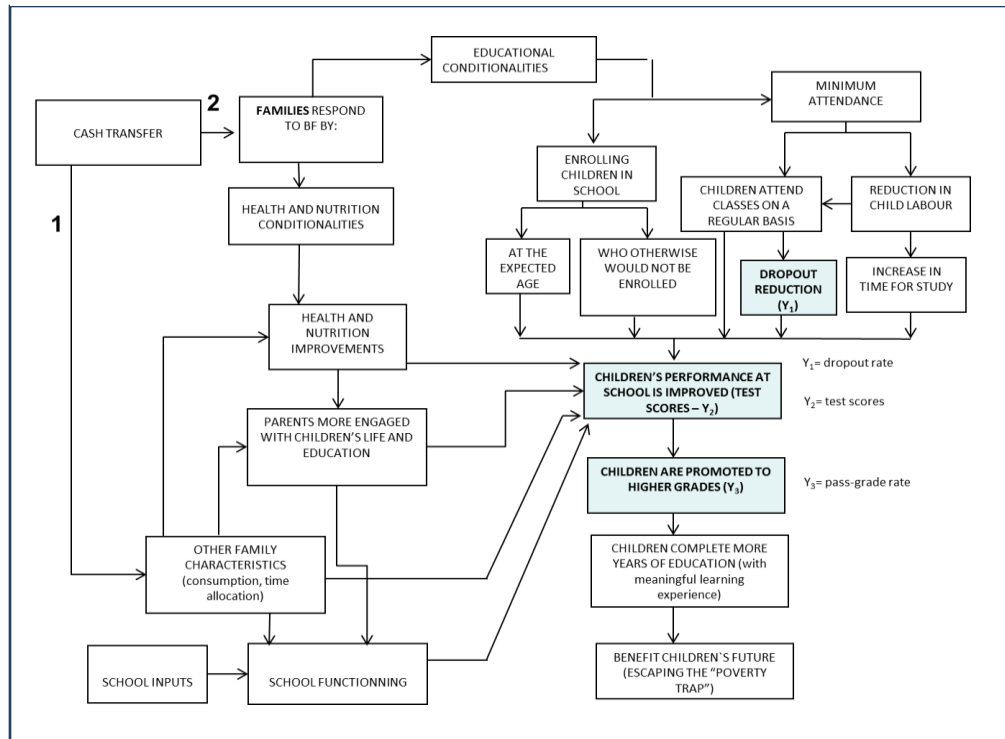 EDUCATIONAL
CONDITIONALITIES
2
CASH TRANSFER
FAMILIES RESPOND
TO BF BY:
MINIMUM
ATTENDANCE
1
ENROLLING
CHILDREN IN
SCHOOL
HEALTH AND NUTRITION
CONDITIONALITIES
CHILDREN ATTEND
CLASSES ON A
REGULAR BASIS
REDUCTION IN
CHILD LABOUR
AT THE
EXPECTED
AGE
WHO OTHERWISE
WOULD NOT BE
ENROLLED
DROPOUT
REDUCTION
(Y₁)
INCREASE IN
TIME FOR STUDY
HEALTH AND
NUTRITION
IMPROVEMENTS
CHILDREN'S PERFORMANCE AT
SCHOOL IS IMPROVED (TEST
SCORES – Y₂)
Y₁= dropout rate
Y₂= test scores
PARENTS MORE ENGAGED
WITH CHILDREN'S LIFE AND
EDUCATION
CHILDREN ARE PROMOTED TO
HIGHER GRADES (Y₃)
Y₃= pass-grade rate
OTHER FAMILY
CHARACTERISTICS
(consumption, time
allocation)
CHILDREN COMPLETE MORE
YEARS OF EDUCATION (with
meaningful learning
experience)
SCHOOL INPUTS
SCHOOL FUNCTIONNING
BENEFIT CHILDREN`S FUTURE
(ESCAPING THE "POVERTY
TRAP")